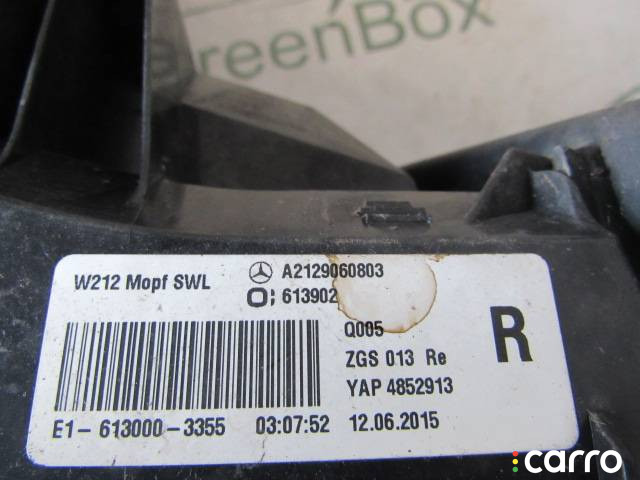 reenBox
W212 Mopf SWL A2129060803
613902
Q005
ZGS 013 Re
YAP 4852913
R
E1-613000-3355 03:07:52 12.06.2015
carro